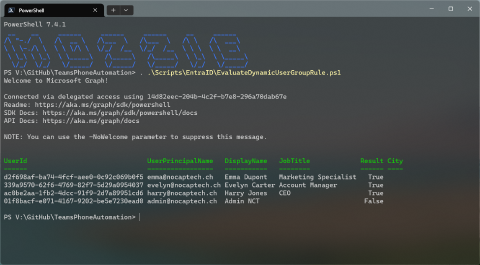 PowerShell
PowerShell 7.4.1
PS V:\GitHub\TeamsPhoneAutomation> . .\Scripts\EntraID\EvaluateDynamicUserGroupRule.ps1
Welcome to Microsoft Graph!
Connected via delegated access using 14d82eec-204b-4c2f-b7e8-296a70dab67e
Readme: https://aka.ms/graph/sdk/powershell
SDK Docs: https://aka.ms/graph/sdk/powershell/docs
API Docs: https://aka.ms/graph/docs
NOTE: You can use the -NoWelcome parameter to suppress this message.
UserId UserPrincipalName DisplayName JobTitle Result City
d2f698af-ba74-4fcf-aee0-0c92c069b0f5 emma@nocaptech.ch Emma Dupont Marketing Specialist True
339a9570-62f6-4769-82f7-5d29a0954037 evelyn@nocaptech.ch Evelyn Carter Account Manager True
ac0be2aa-1fb2-4dcc-91f9-2d7a89951cd6 harry@nocaptech.ch Harry Jones CEO True
01f8bacf-e071-4167-9202-be5e7230ead8 admin@nocaptech.ch Admin NCT False
PS V:\GitHub\TeamsPhoneAutomation>